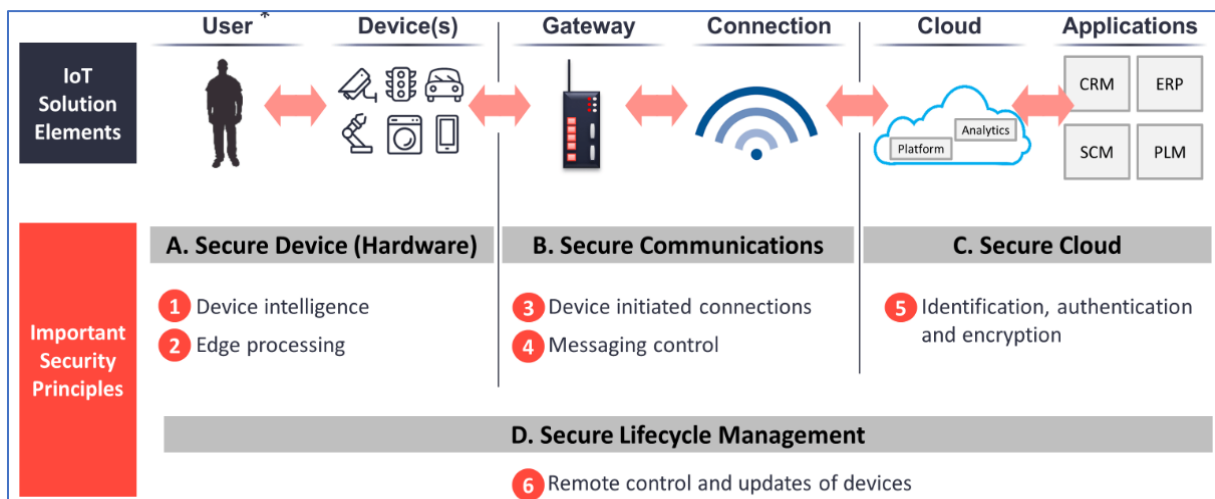 User *
Device(s)
Gateway
Connection
Cloud
Applications
IoT
Solution
Elements
CRM
ERP
Analytics
Platform
SCM
PLM
Important
Security
Principles
A. Secure Device (Hardware)
1 Device intelligence
2 Edge processing
B. Secure Communications
3 Device initiated connections
4 Messaging control
C. Secure Cloud
5 Identification, authentication
and encryption
D. Secure Lifecycle Management
6 Remote control and updates of devices